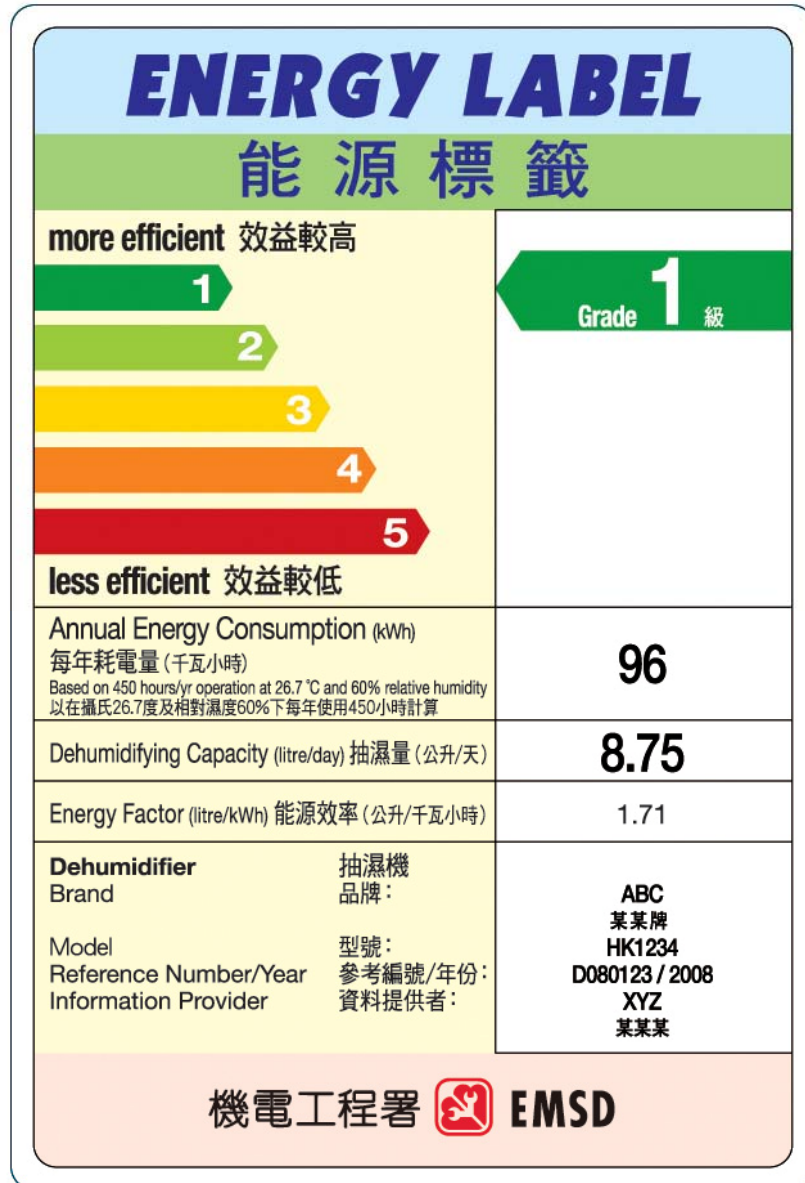 ENERGY LABEL
能源標籤
more efficient 效益較高
1
2
3
4
5
less efficient 效益較低
Grade 1 級
Annual Energy Consumption (kWh)
每年耗電量(千瓦小時)
Based on 450 hours/yr operation at 26.7 °C and 60% relative humidity
以在攝氏26.7度及相對濕度60%下每年使用450小時計算
96
Dehumidifying Capacity (litre/day) 抽濕量(公升/天)
8.75
Energy Factor (litre/kWh) 能源效率(公升/千瓦小時)
1.71
Dehumidifier 抽濕機
Brand 品牌: ABC
某某牌
Model 型號: HK1234
Reference Number/Year 參考編號/年份: D080123 / 2008
Information Provider 資料提供者: XYZ
某某某
機電工程署 EMSD